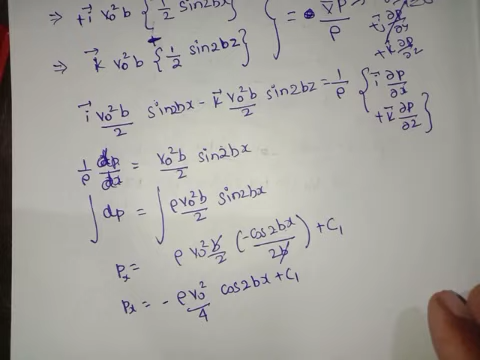 ⇒ +i⃗ v₀²b {1/2 sin2bx}
⇒ k⃗ v₀²b {1/2 sin2bz} } = ∇P/ρ
i⃗ v₀²b/2 sin2bx - k⃗ v₀²b/2 sin2bz = 1/ρ { i⃗ ∂p/∂x + k⃗ ∂p/∂z }
1/ρ dp/dx = v₀²b/2 sin2bx
∫dp = ∫ ρv₀²b/2 sin2bx
Px = ρ v₀²b/2 (-cos2bx/2b) + C₁
Px = - ρ v₀²/4 cos2bx + C₁